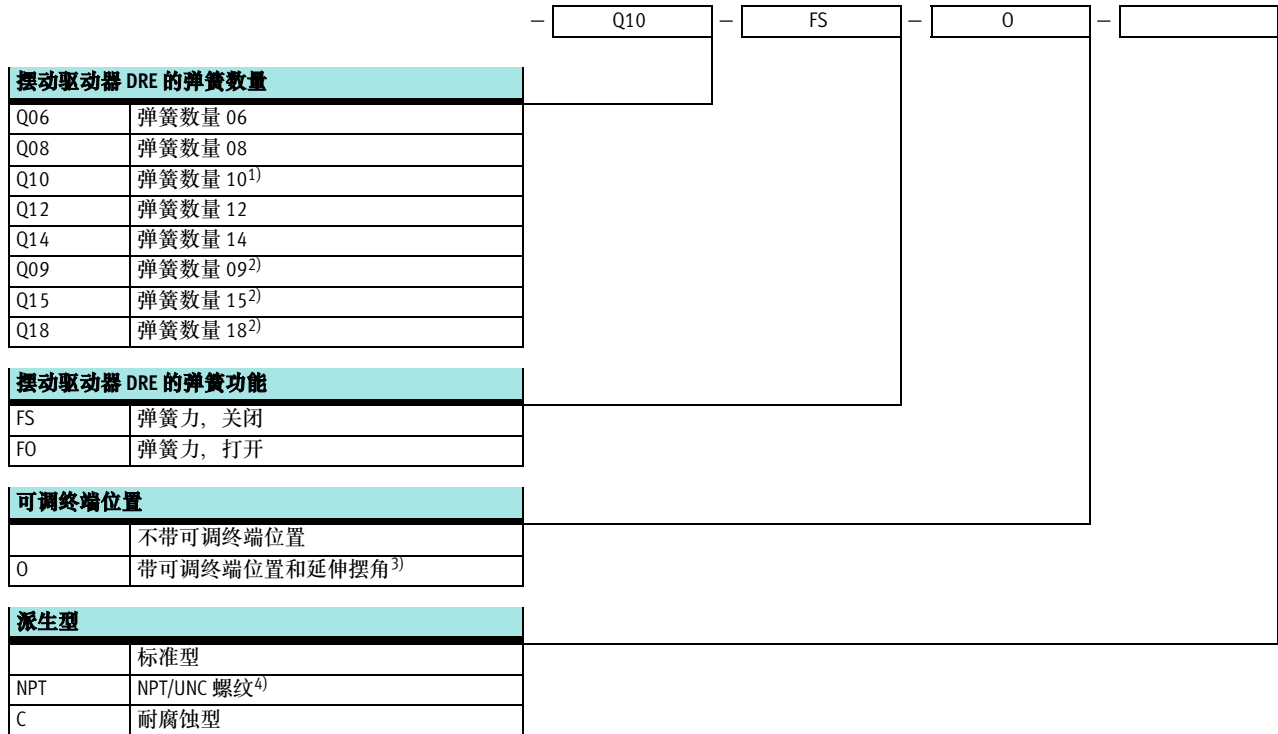 – Q10 – FS – O –
摆动驱动器 DRE 的弹簧数量
Q06 弹簧数量 06
Q08 弹簧数量 08
Q10 弹簧数量 101)
Q12 弹簧数量 12
Q14 弹簧数量 14
Q09 弹簧数量 092)
Q15 弹簧数量 152)
Q18 弹簧数量 182)
摆动驱动器 DRE 的弹簧功能
FS 弹簧力，关闭
FO 弹簧力，打开
可调终端位置
不带可调终端位置
O 带可调终端位置和延伸摆角3)
派生型
标准型
NPT NPT/UNC 螺纹4)
C 耐腐蚀型